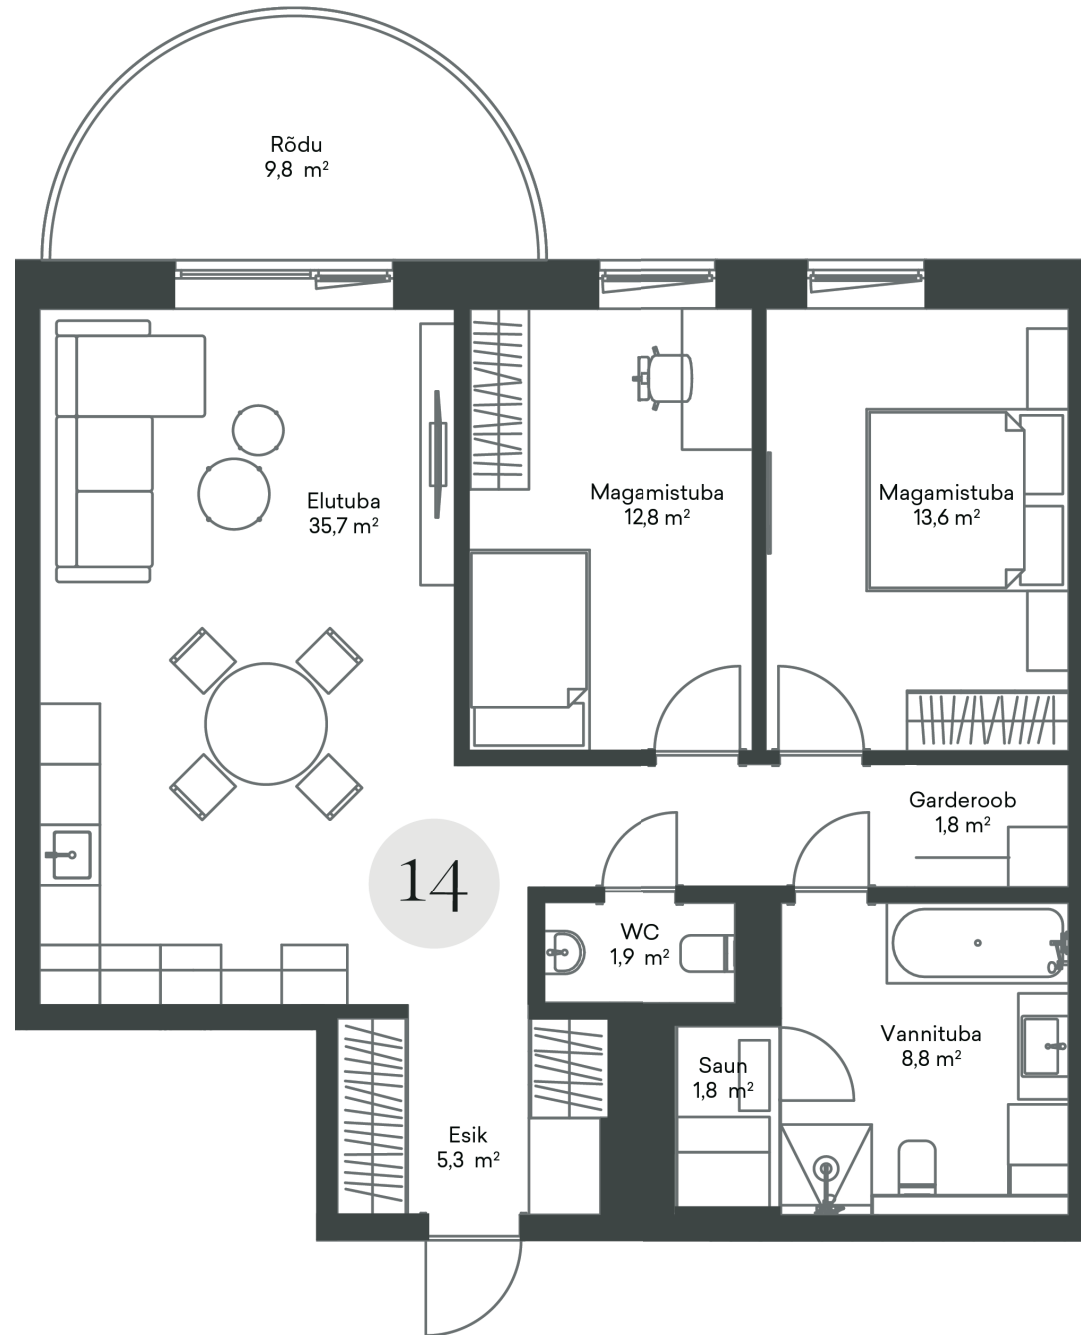 Rõdu
9,8 m²
Elutuba
35,7 m²
Magamistuba
12,8 m²
Magamistuba
13,6 m²
Garderoob
1,8 m²
14
WC
1,9 m²
Vannituba
8,8 m²
Saun
1,8 m²
Esik
5,3 m²